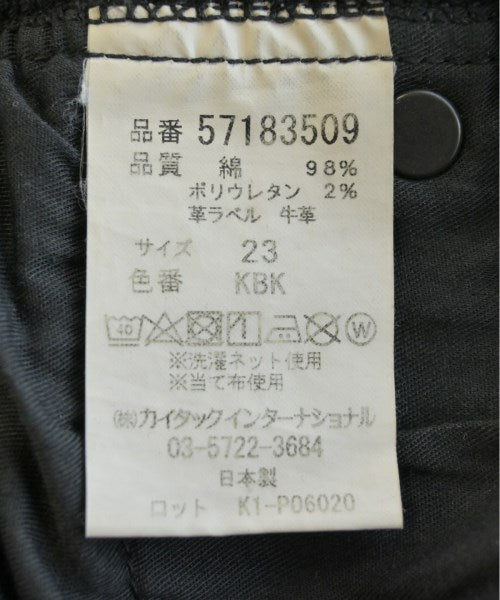 品番 57183509
品質 綿 98%
ポリウレタン 2%
革ラベル 牛革
サイズ 23
色番 KBK
40 W
※洗濯ネット使用
※当て布使用
㈱カイタックインターナショナル
03-5722-3684
日本製
ロット K1-P06020